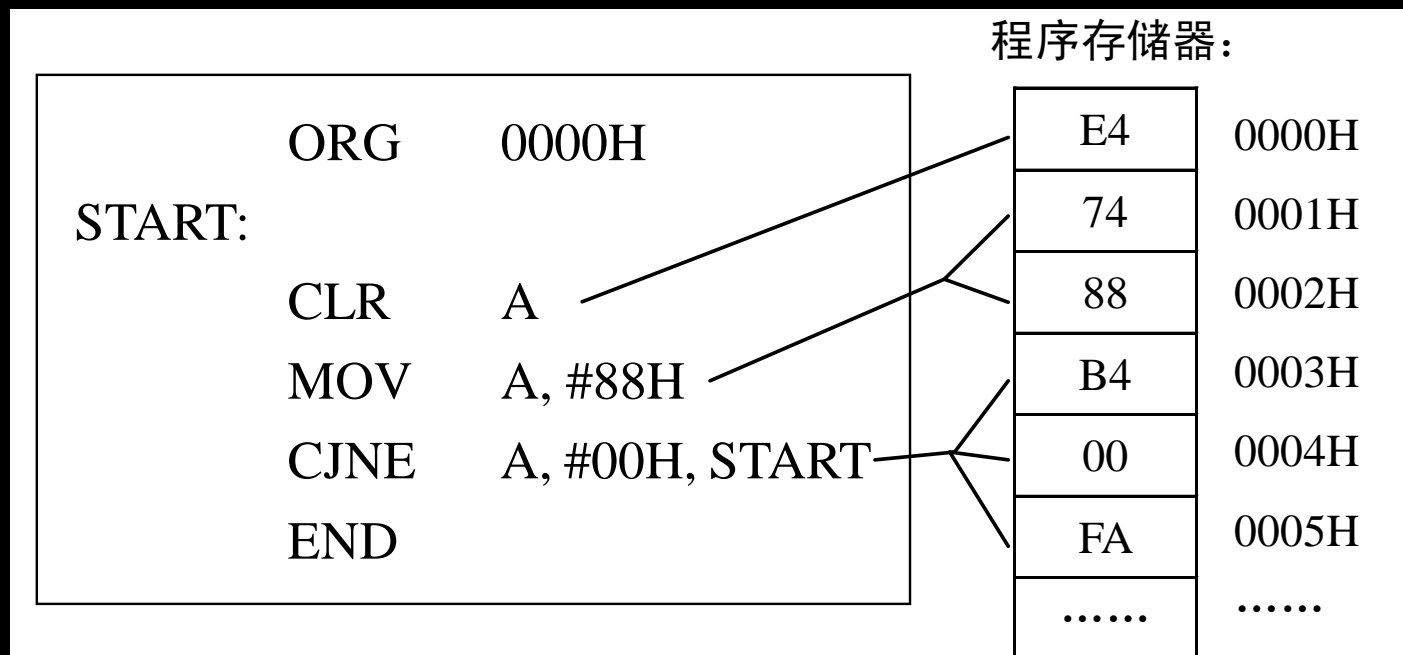 程序存储器:
ORG 0000H
START:
CLR A
MOV A, #88H
CJNE A, #00H, START
END
E4 0000H
74 0001H
88 0002H
B4 0003H
00 0004H
FA 0005H
…… ……